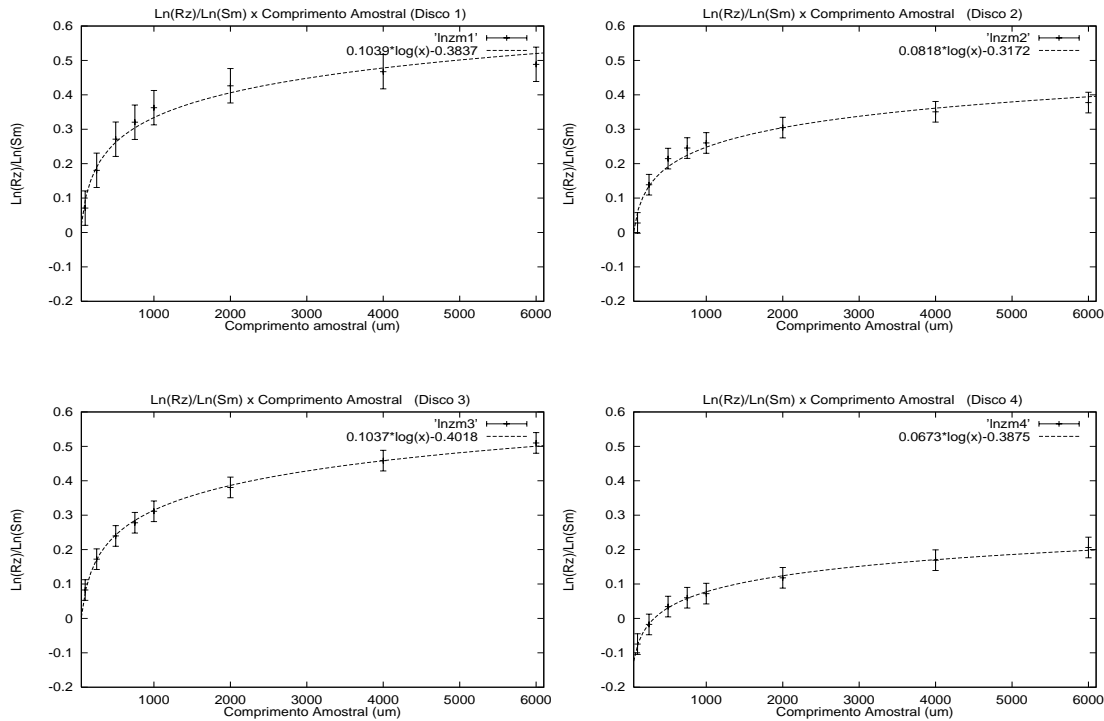 Ln(Rz)/Ln(Sm) x Comprimento Amostral (Disco 1)
0.6
0.5
0.4
0.3
0.2
0.1
0
-0.1
-0.2
Ln(Rz)/Ln(Sm)
'lnzm1'
0.1039*log(x)-0.3837
1000 2000 3000 4000 5000 6000
Comprimento amostral (um)
Ln(Rz)/Ln(Sm) x Comprimento Amostral (Disco 2)
0.6
0.5
0.4
0.3
0.2
0.1
0
-0.1
-0.2
Ln(Rz)/Ln(Sm)
'lnzm2'
0.0818*log(x)-0.3172
1000 2000 3000 4000 5000 6000
Comprimento Amostral (um)
Ln(Rz)/Ln(Sm) x Comprimento Amostral (Disco 3)
0.6
0.5
0.4
0.3
0.2
0.1
0
-0.1
-0.2
Ln(Rz)/Ln(Sm)
'lnzm3'
0.1037*log(x)-0.4018
1000 2000 3000 4000 5000 6000
Comprimento Amostral (um)
Ln(Rz)/Ln(Sm) x Comprimento Amostral (Disco 4)
0.6
0.5
0.4
0.3
0.2
0.1
0
-0.1
-0.2
Ln(Rz)/Ln(Sm)
'lnzm4'
0.0673*log(x)-0.3875
1000 2000 3000 4000 5000 6000
Comprimento Amostral (um)